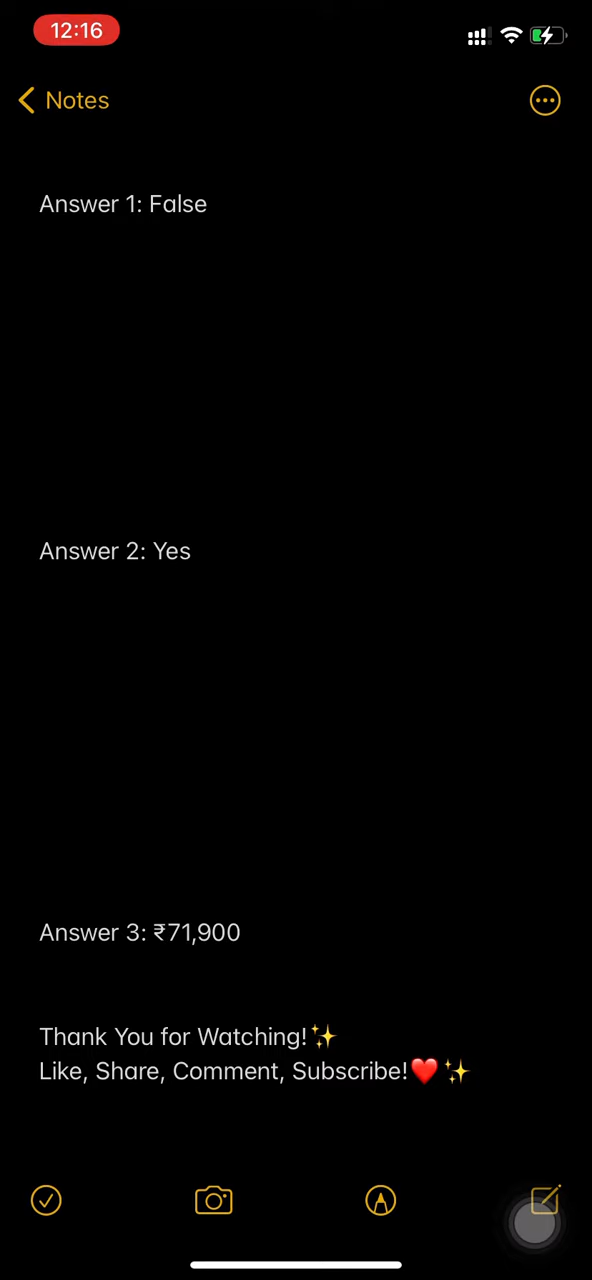 12:16
Notes
Answer 1: False
Answer 2: Yes
Answer 3: ₹71,900
Thank You for Watching!✨
Like, Share, Comment, Subscribe!❤️✨